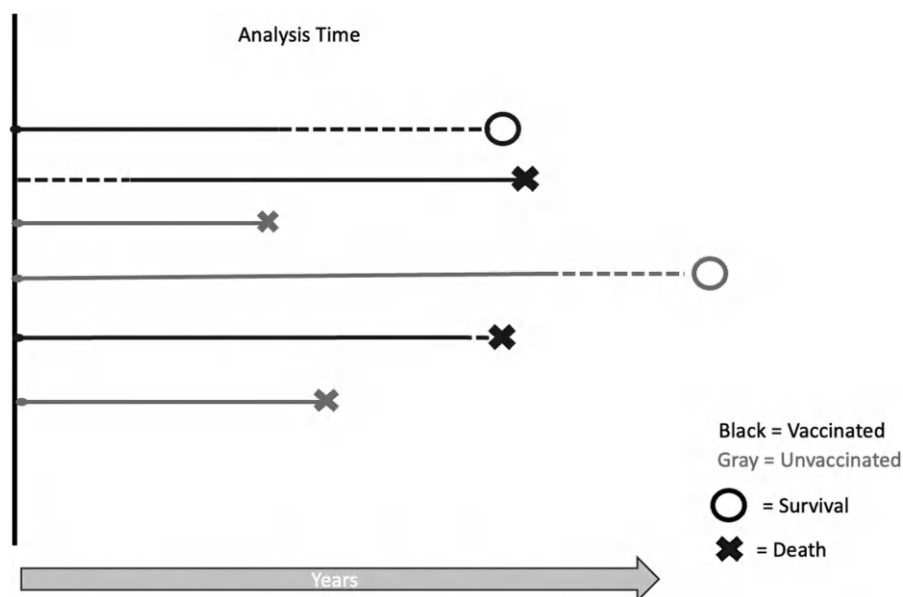 Analysis Time
Black = Vaccinated
Gray = Unvaccinated
= Survival
= Death
Years